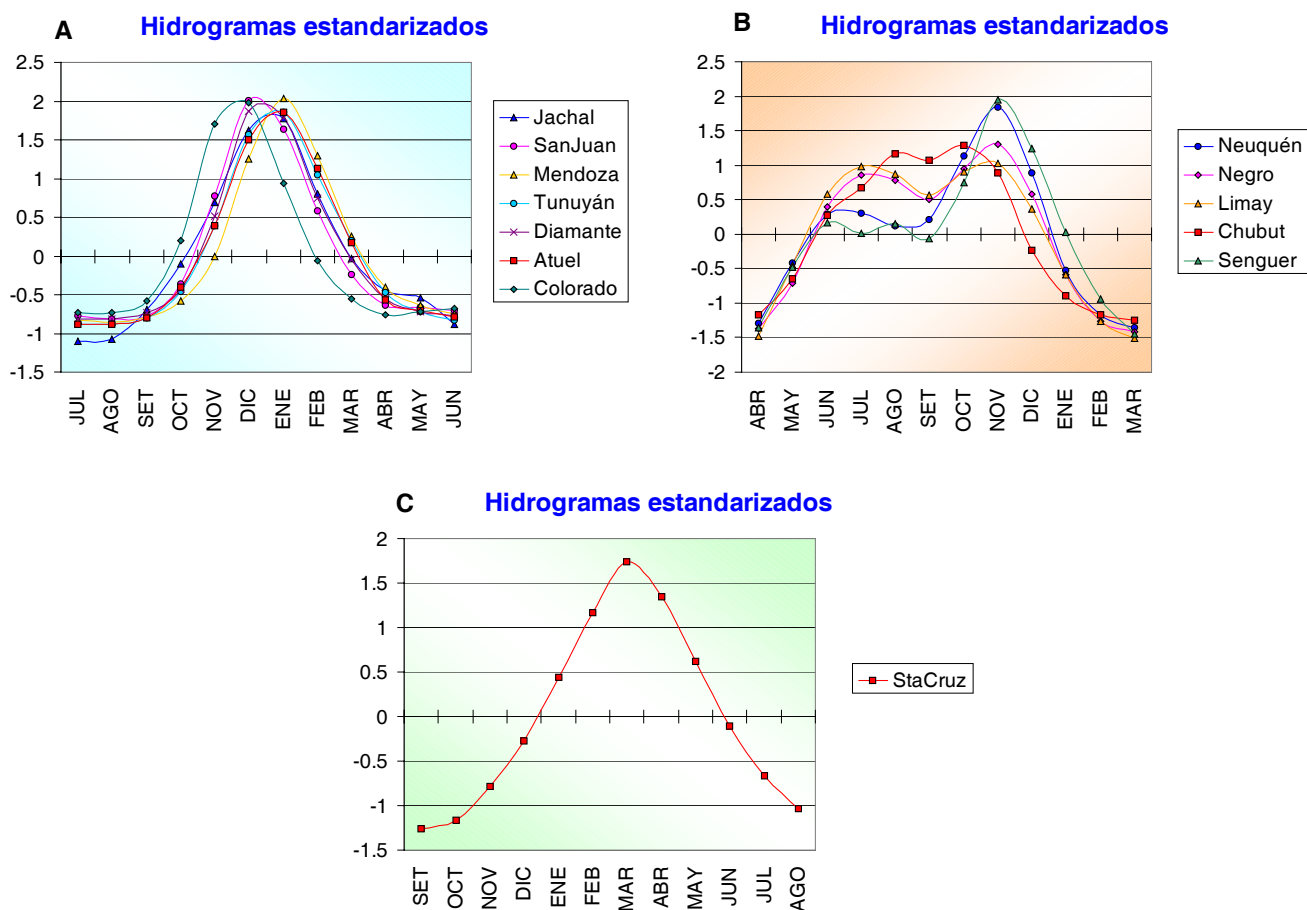 A
Hidrogramas estandarizados
2.5
2
1.5
1
0.5
0
-0.5
-1
-1.5
JUL
AGO
SET
OCT
NOV
DIC
ENE
FEB
MAR
ABR
MAY
JUN
Jachal
SanJuan
Mendoza
Tunuyán
Diamante
Atuel
Colorado
B
Hidrogramas estandarizados
2.5
2
1.5
1
0.5
0
-0.5
-1
-1.5
-2
ABR
MAY
JUN
JUL
AGO
SET
OCT
NOV
DIC
ENE
FEB
MAR
Neuquén
Negro
Limay
Chubut
Senguer
C
Hidrogramas estandarizados
2
1.5
1
0.5
0
-0.5
-1
-1.5
SET
OCT
NOV
DIC
ENE
FEB
MAR
ABR
MAY
JUN
JUL
AGO
StaCruz